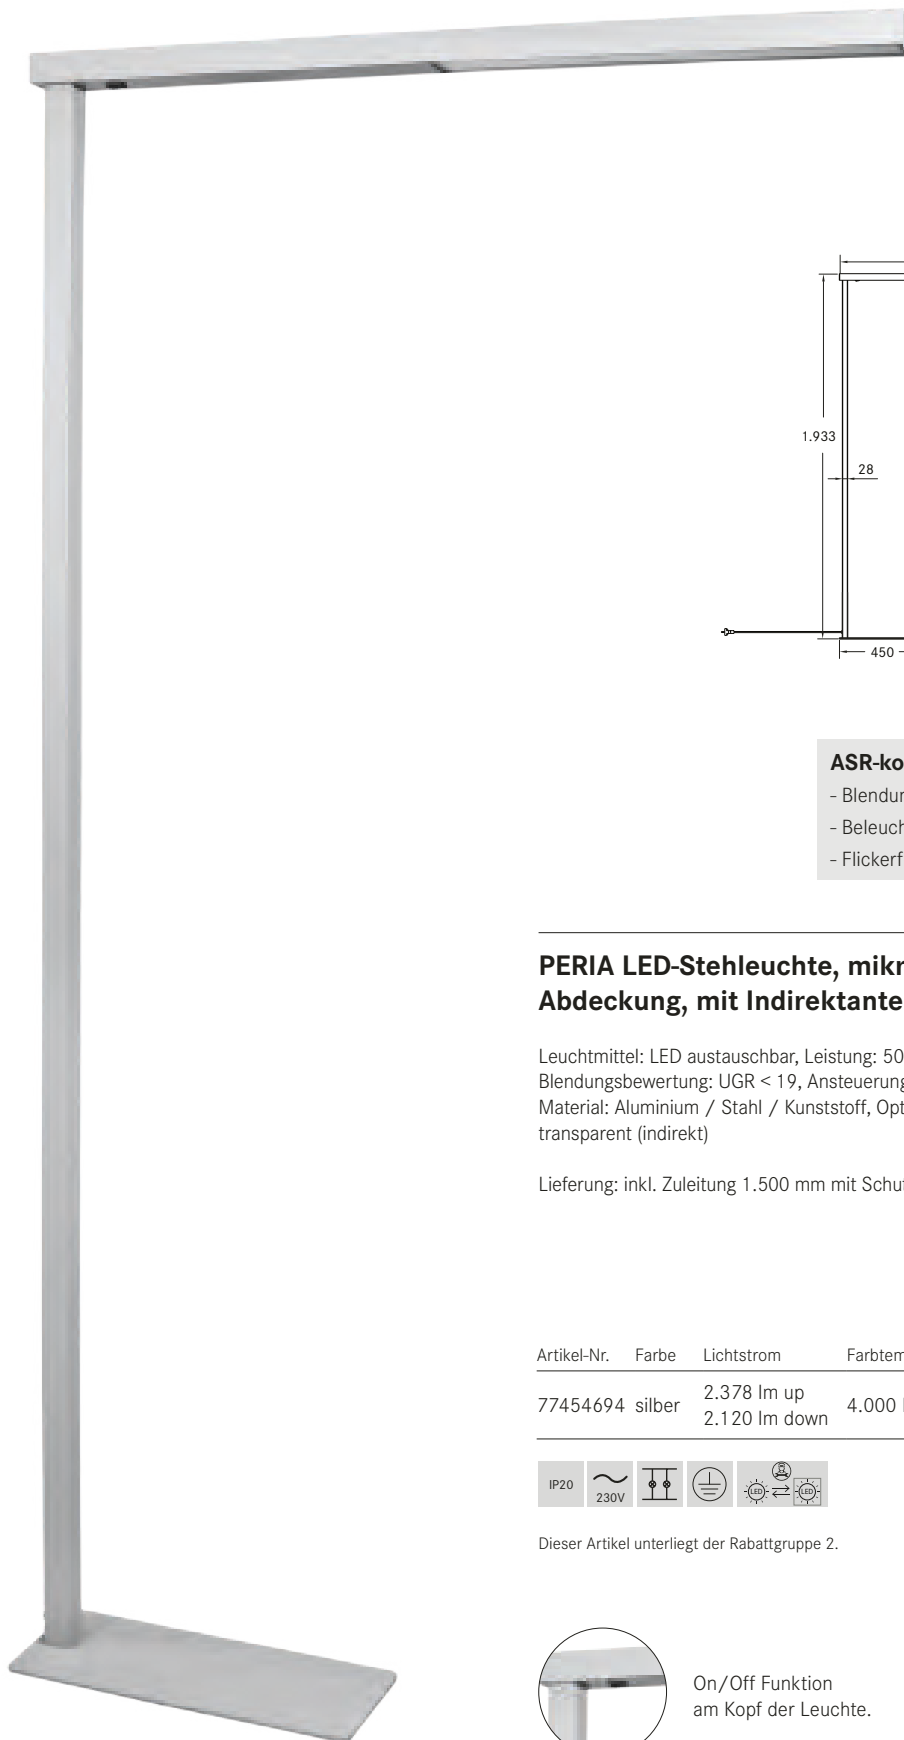 1.933
28
450
ASR-ko
- Blendun
- Beleuch
- Flickerf
PERIA LED-Stehleuchte, mikr
Abdeckung, mit Indirektante
Leuchtmittel: LED austauschbar, Leistung: 50
Blendungsbewertung: UGR < 19, Ansteuerung
Material: Aluminium / Stahl / Kunststoff, Opt
transparent (indirekt)
Lieferung: inkl. Zuleitung 1.500 mm mit Schu
Artikel-Nr. Farbe Lichtstrom Farbtem
77454694 silber 2.378 lm up 2.120 lm down 4.000
IP20 230V LED LED
Dieser Artikel unterliegt der Rabattgruppe 2.
On/Off Funktion
am Kopf der Leuchte.